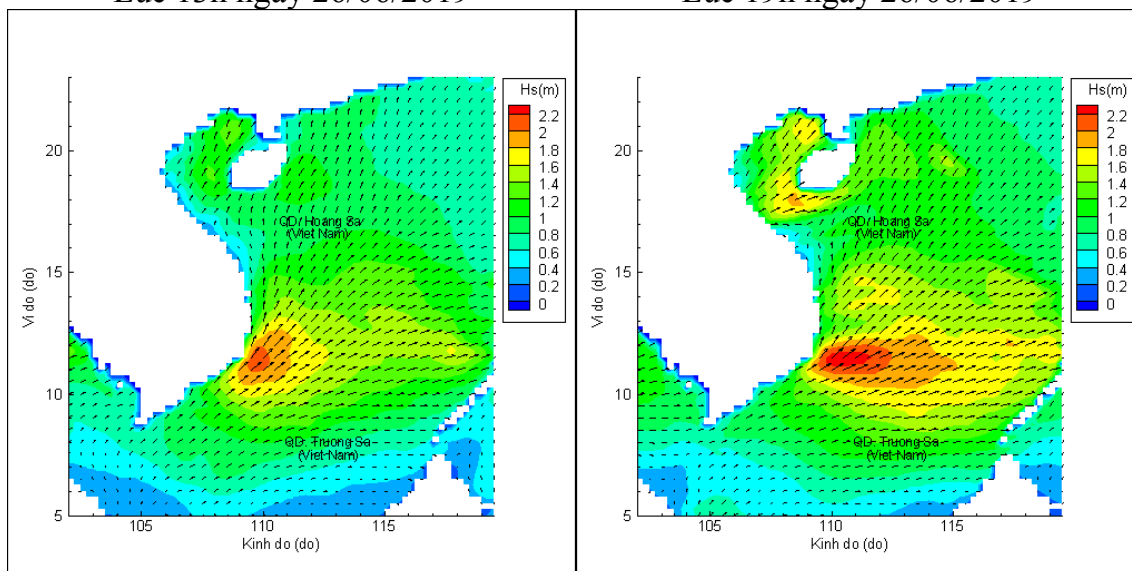 Hs(m)
2.2
2
1.8
1.6
1.4
1.2
1
0.8
0.6
0.4
0.2
0
20
15
10
5
Vi do (do)
QD. Hoang Sa
(Viet Nam)
QD. Truong Sa
(Viet Nam)
105
110
115
Kinh do (do)
Hs(m)
2.2
2
1.8
1.6
1.4
1.2
1
0.8
0.6
0.4
0.2
0
20
15
10
5
Vi do (do)
QD. Hoang Sa
(Viet Nam)
QD. Truong Sa
(Viet Nam)
105
110
115
Kinh do (do)